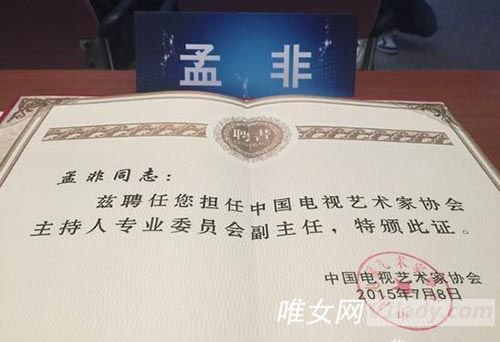 孟非
聘书
孟非同志：
兹聘任您担任中国电视艺术家协会
主持人专业委员会副主任，特颁此证。
中国电视艺术家协会
2015年7月8日
唯女网